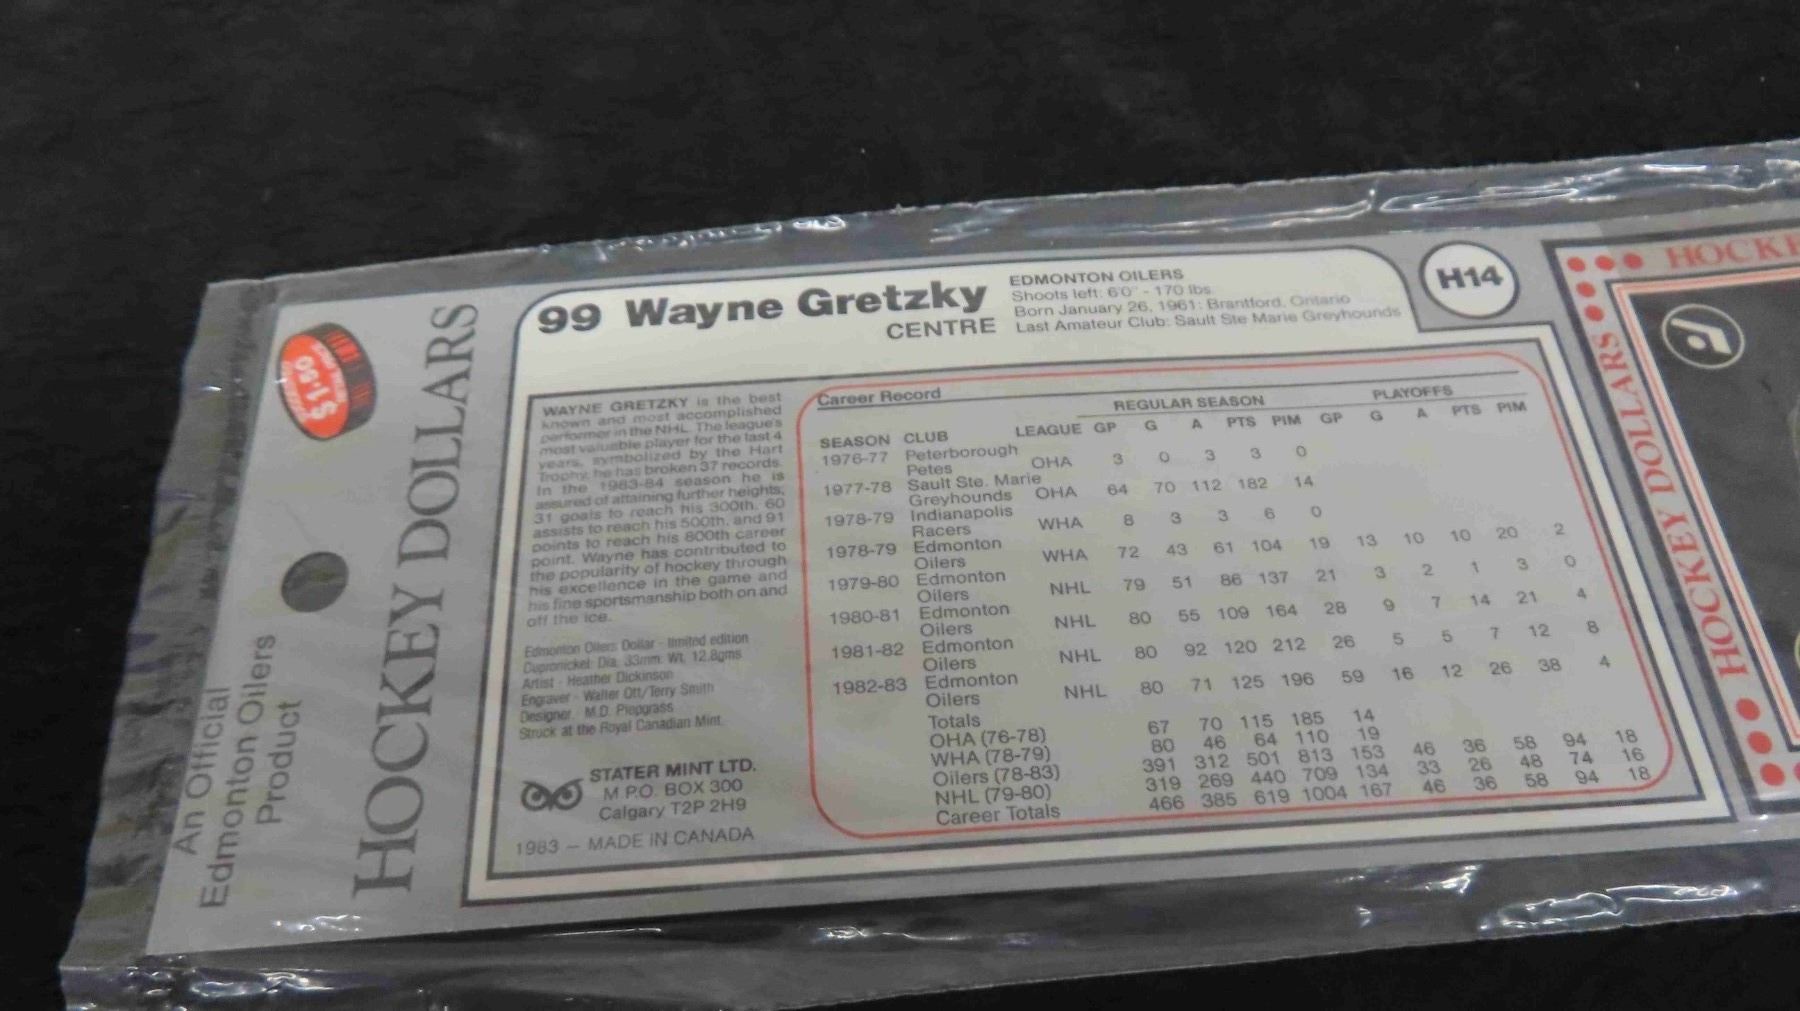 An Official
Edmonton Oilers
Product
$1.50
HOCKEY DOLLARS
99 Wayne Gretzky
CENTRE
EDMONTON OILERS
Shoots left: 6'0" - 170 lbs.
Born January 26, 1961: Brantford, Ontario
Last Amateur Club: Sault Ste Marie Greyhounds
H14
WAYNE GRETZKY is the best
known and most accomplished
performer in the NHL. The league's
most valuable player for the last 4
years, symbolized by the Hart
Trophy, he has broken 37 records.
In the 1983-84 season he is
assured of attaining further heights;
31 goals to reach his 300th, 60
assists to reach his 500th, and 91
points to reach his 800th career
point. Wayne has contributed to
the popularity of hockey through
his excellence in the game and
his fine sportsmanship both on and
off the ice.
Edmonton Oilers Dollar - limited edition
Cupronickel: Dia. 33mm: Wt. 12.8gms
Artist - Heather Dickinson
Engraver - Walter Ott/Terry Smith
Designer - M.D. Piepgrass
Struck at the Royal Canadian Mint.
STATER MINT LTD.
M.P.O. BOX 300
Calgary T2P 2H9
1983 – MADE IN CANADA
Career Record
REGULAR SEASON PLAYOFFS
SEASON CLUB LEAGUE GP G A PTS PIM GP G A PTS PIM
1976-77 Peterborough
Petes OHA 3 0 3 3 0
1977-78 Sault Ste. Marie
Greyhounds OHA 64 70 112 182 14
1978-79 Indianapolis
Racers WHA 8 3 3 6 0
1978-79 Edmonton
Oilers WHA 72 43 61 104 19 13 10 10 20 2
1979-80 Edmonton
Oilers NHL 79 51 86 137 21 3 2 1 3 0
1980-81 Edmonton
Oilers NHL 80 55 109 164 28 9 7 14 21 4
1981-82 Edmonton
Oilers NHL 80 92 120 212 26 5 5 7 12 8
1982-83 Edmonton
Oilers NHL 80 71 125 196 59 16 12 26 38 4
Totals
OHA (76-78) 67 70 115 185 14
WHA (78-79) 80 46 64 110 19
Oilers (78-83) 391 312 501 813 153 46 36 58 94 18
NHL (79-80) 319 269 440 709 134 33 26 48 74 16
Career Totals 466 385 619 1004 167 46 36 58 94 18
HOCKEY DOLLARS